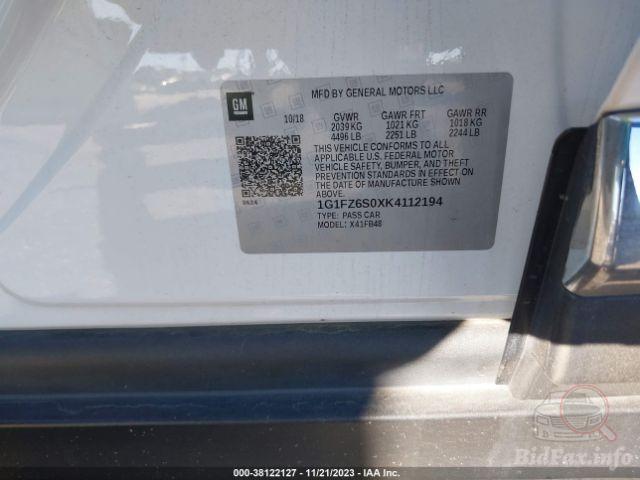 MFD BY GENERAL MOTORS LLC
GM
10/18 GVWR GAWR FRT GAWR RR
2039 KG 1021 KG 1018 KG
4496 LB 2251 LB 2244 LB
THIS VEHICLE CONFORMS TO ALL
APPLICABLE U.S. FEDERAL MOTOR
VEHICLE SAFETY, BUMPER, AND THEFT
PREVENTION STANDARDS IN EFFECT
ON THE DATE OF MANUFACTURE SHOWN
ABOVE.
1G1FZ6S0XK4112194
TYPE: PASS CAR
MODEL: X41FB48
BidFax.info
000-38122127 - 11/21/2023 - IAA Inc.